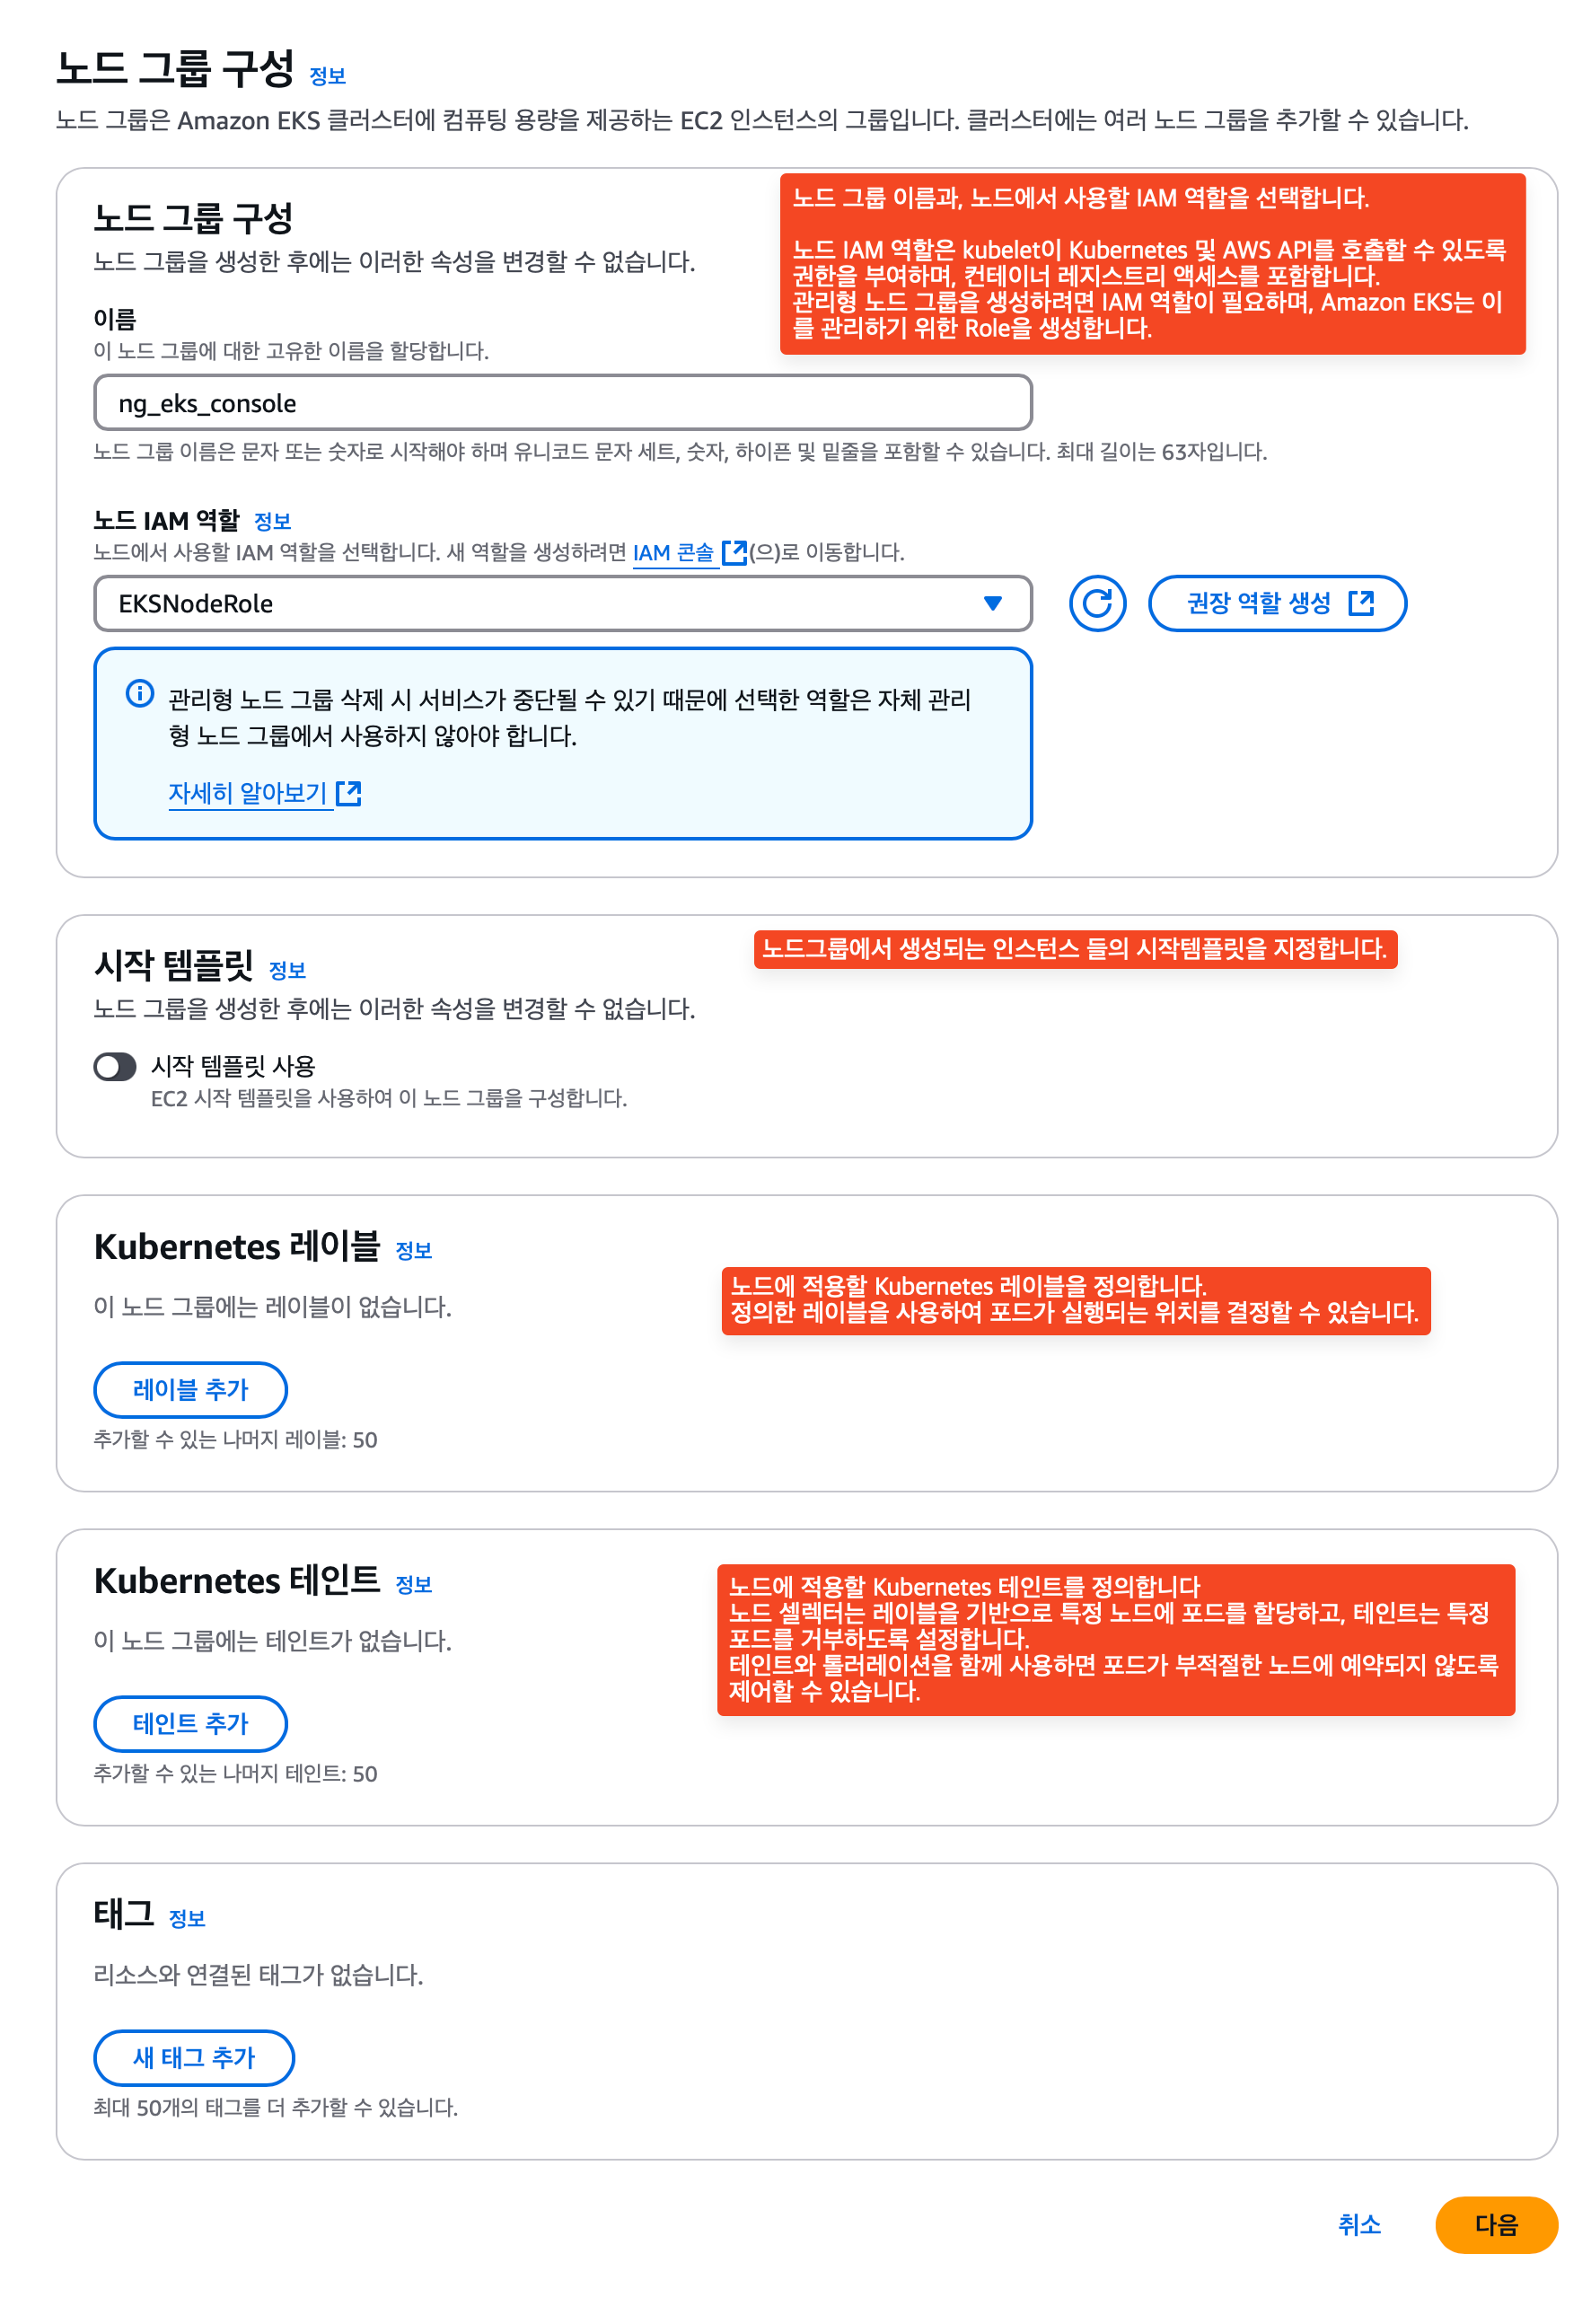 노드 그룹 구성 정보
노드 그룹은 Amazon EKS 클러스터에 컴퓨팅 용량을 제공하는 EC2 인스턴스의 그룹입니다. 클러스터에는 여러 노드 그룹을 추가할 수 있습니다.
노드 그룹 구성
노드 그룹을 생성한 후에는 이러한 속성을 변경할 수 없습니다.
노드 그룹 이름과, 노드에서 사용할 IAM 역할을 선택합니다.
노드 IAM 역할은 kubelet이 Kubernetes 및 AWS API를 호출할 수 있도록
권한을 부여하며, 컨테이너 레지스트리 액세스를 포함합니다.
관리형 노드 그룹을 생성하려면 IAM 역할이 필요하며, Amazon EKS는 이
를 관리하기 위한 Role을 생성합니다.
이름
이 노드 그룹에 대한 고유한 이름을 할당합니다.
ng_eks_console
노드 그룹 이름은 문자 또는 숫자로 시작해야 하며 유니코드 문자 세트, 숫자, 하이픈 및 밑줄을 포함할 수 있습니다. 최대 길이는 63자입니다.
노드 IAM 역할 정보
노드에서 사용할 IAM 역할을 선택합니다. 새 역할을 생성하려면 IAM 콘솔 (으)로 이동합니다.
EKSNodeRole
권장 역할 생성
관리형 노드 그룹 삭제 시 서비스가 중단될 수 있기 때문에 선택한 역할은 자체 관리
형 노드 그룹에서 사용하지 않아야 합니다.
자세히 알아보기
시작 템플릿 정보
노드그룹에서 생성되는 인스턴스 들의 시작템플릿을 지정합니다.
노드 그룹을 생성한 후에는 이러한 속성을 변경할 수 없습니다.
시작 템플릿 사용
EC2 시작 템플릿을 사용하여 이 노드 그룹을 구성합니다.
Kubernetes 레이블 정보
이 노드 그룹에는 레이블이 없습니다.
노드에 적용할 Kubernetes 레이블을 정의합니다.
정의한 레이블을 사용하여 포드가 실행되는 위치를 결정할 수 있습니다.
레이블 추가
추가할 수 있는 나머지 레이블: 50
Kubernetes 테인트 정보
이 노드 그룹에는 테인트가 없습니다.
노드에 적용할 Kubernetes 테인트를 정의합니다
노드 셀렉터는 레이블을 기반으로 특정 노드에 포드를 할당하고, 테인트는 특정
포드를 거부하도록 설정합니다.
테인트와 톨러레이션을 함께 사용하면 포드가 부적절한 노드에 예약되지 않도록
제어할 수 있습니다.
테인트 추가
추가할 수 있는 나머지 테인트: 50
태그 정보
리소스와 연결된 태그가 없습니다.
새 태그 추가
최대 50개의 태그를 더 추가할 수 있습니다.
취소
다음